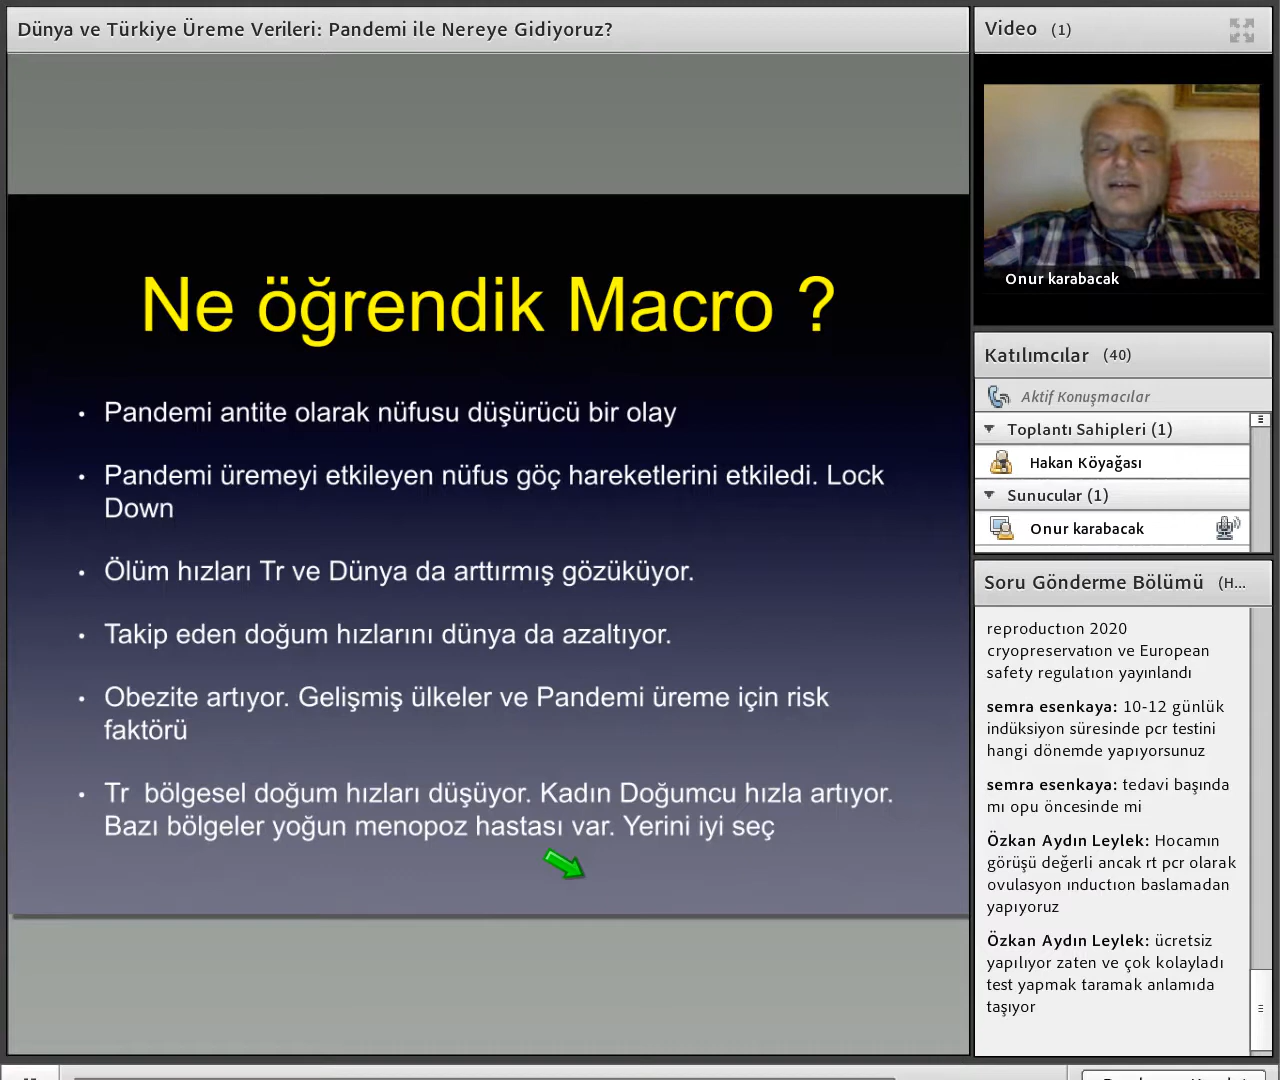 Dünya ve Türkiye Üreme Verileri: Pandemi ile Nereye Gidiyoruz?
Ne öğrendik Macro ?
• Pandemi antite olarak nüfusu düşürücü bir olay
• Pandemi üremeyi etkileyen nüfus göç hareketlerini etkiledi. Lock
Down
• Ölüm hızları Tr ve Dünya da arttırmış gözüküyor.
• Takip eden doğum hızlarını dünya da azaltıyor.
• Obezite artıyor. Gelişmiş ülkeler ve Pandemi üreme için risk
faktörü
• Tr  bölgesel doğum hızları düşüyor. Kadın Doğumcu hızla artıyor.
Bazı bölgeler yoğun menopoz hastası var. Yerini iyi seç
Video (1)
Onur karabacak
Katılımcılar (40)
Aktif Konuşmacılar
Toplantı Sahipleri (1)
Hakan Köyağası
Sunucular (1)
Onur karabacak
Soru Gönderme Bölümü (H...
reproductıon 2020
cryopreservatıon ve European
safety regulatıon yayınlandı
semra esenkaya: 10-12 günlük
indüksiyon süresinde pcr testini
hangi dönemde yapıyorsunuz
semra esenkaya: tedavi başında
mı opu öncesinde mi
Özkan Aydın Leylek: Hocamın
görüşü değerli ancak rt pcr olarak
ovulasyon ınductıon baslamadan
yapıyoruz
Özkan Aydın Leylek: ücretsiz
yapılıyor zaten ve çok kolayladı
test yapmak taramak anlamıda
taşıyor